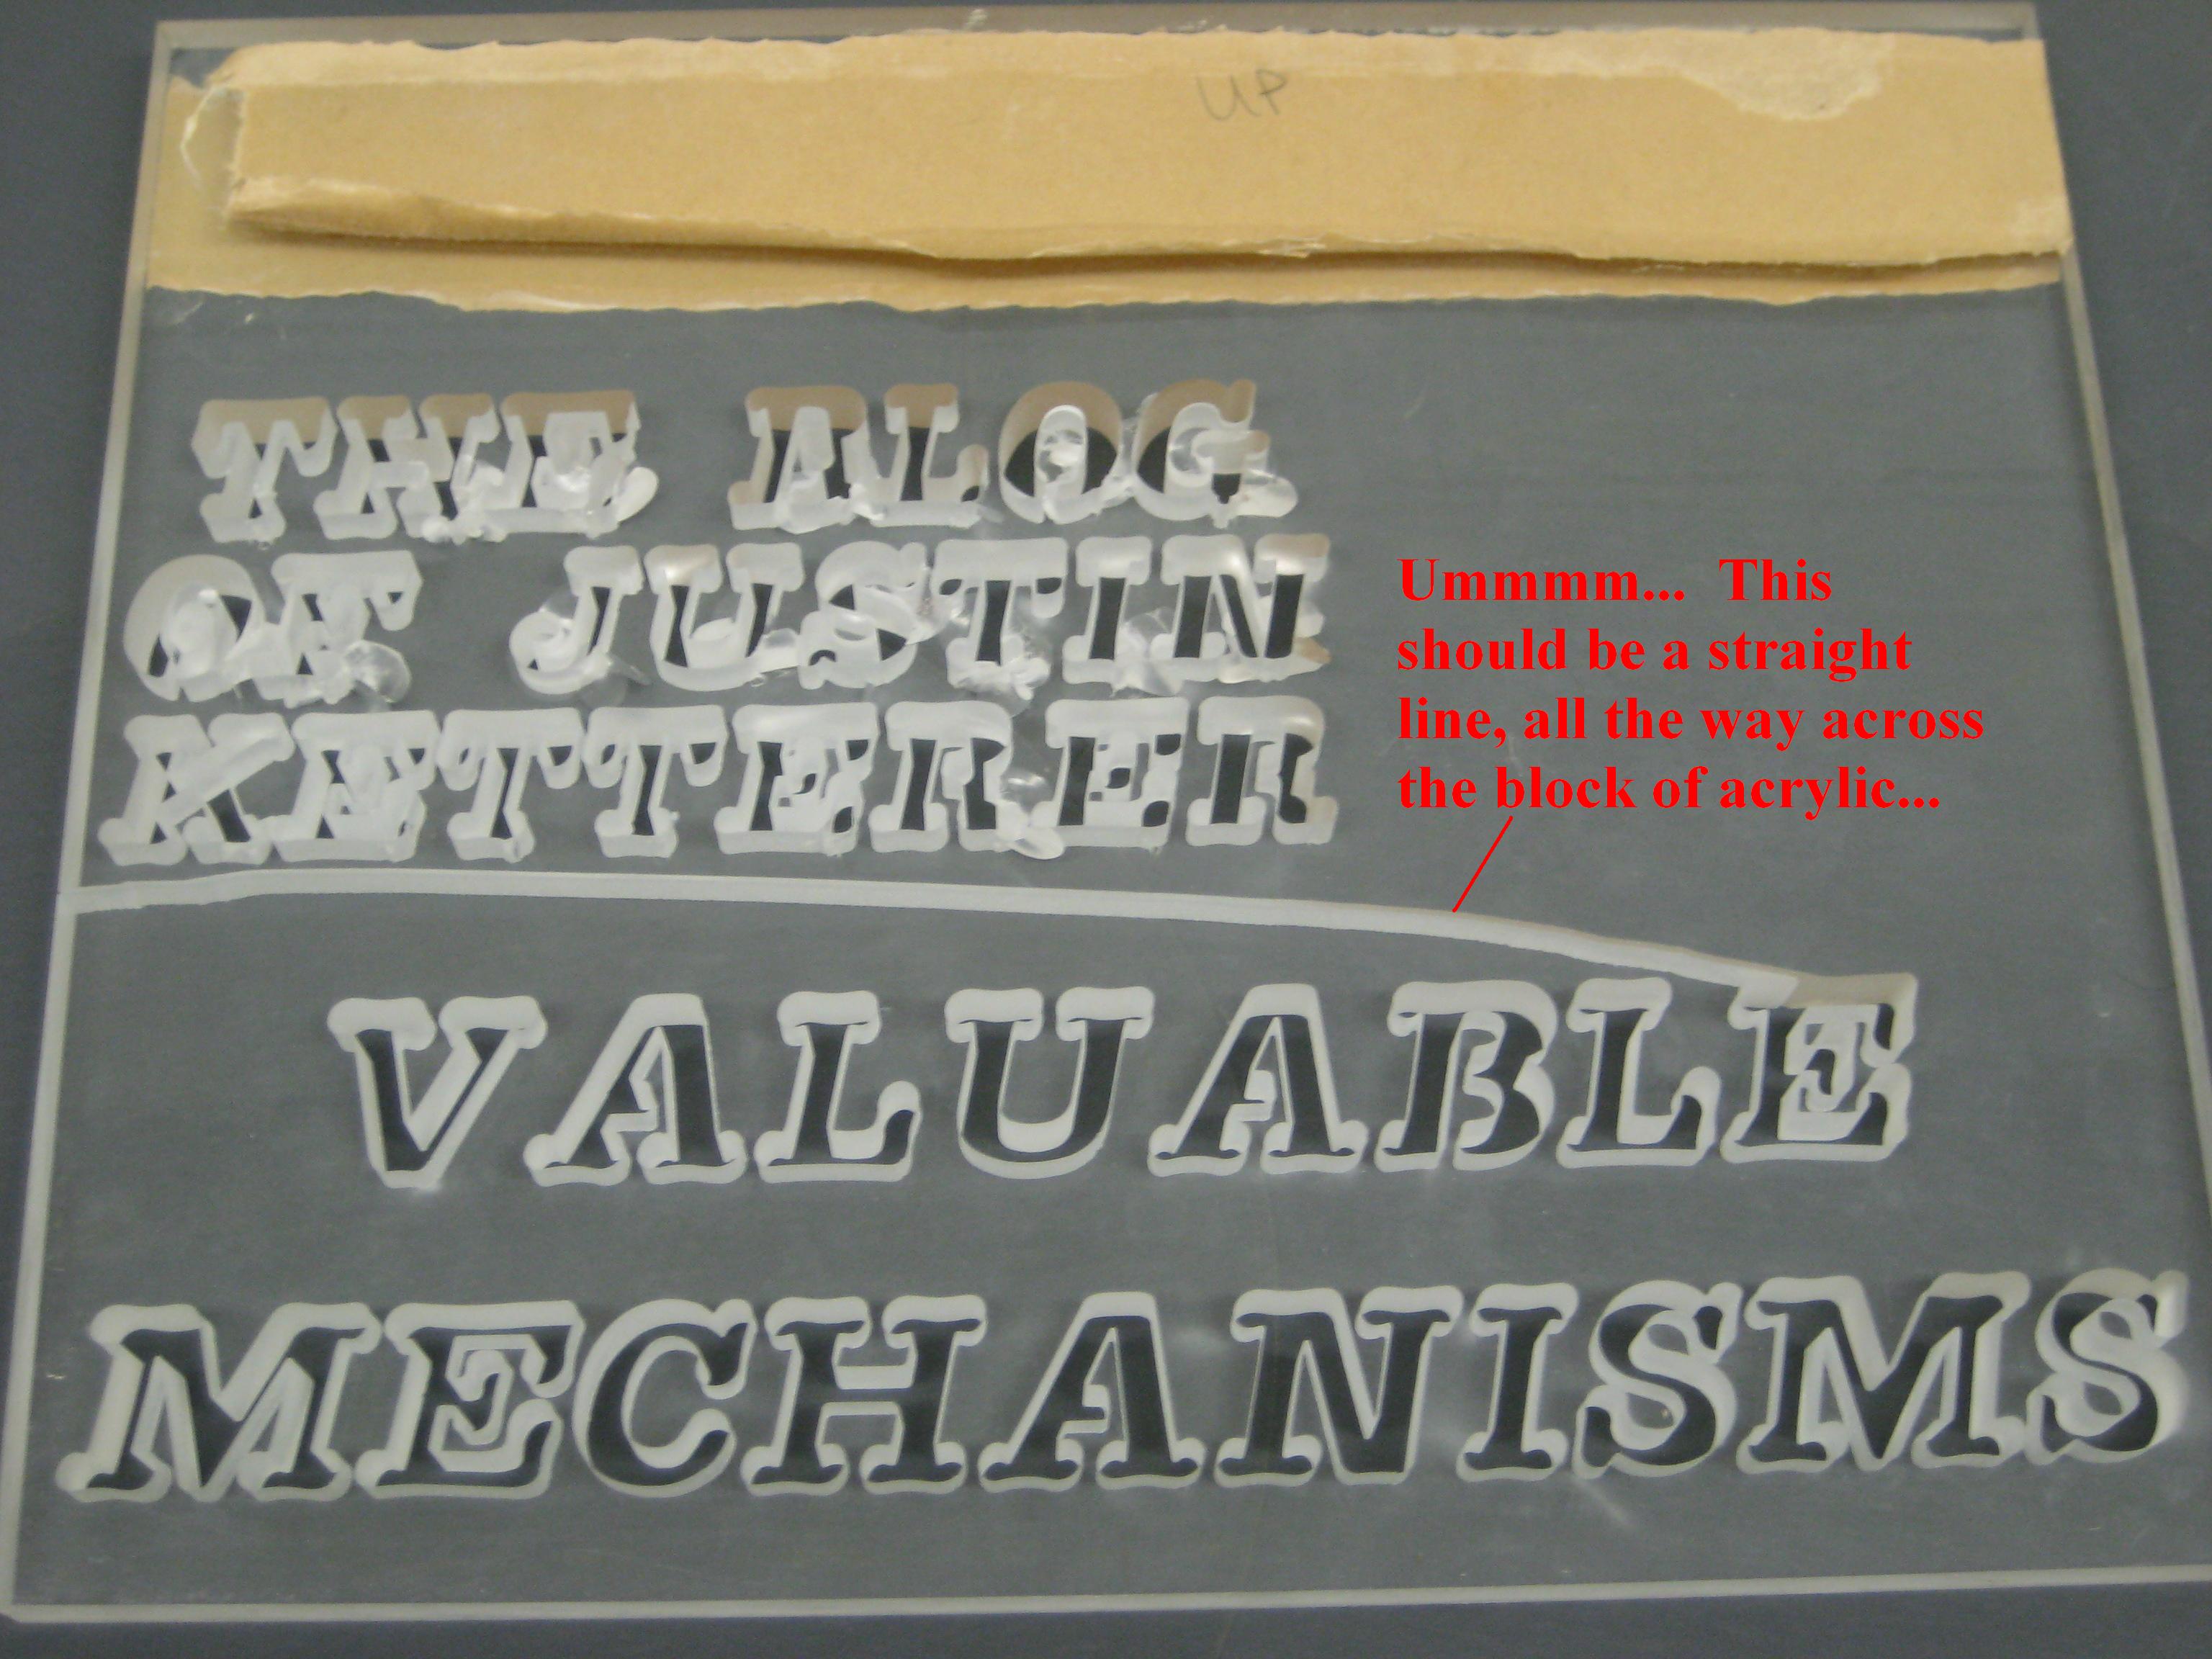 UP
THE BLOG
OF JUSTIN
KETTERER
Ummmm... This
should be a straight
line, all the way across
the block of acrylic...
VALUABLE
MECHANISMS